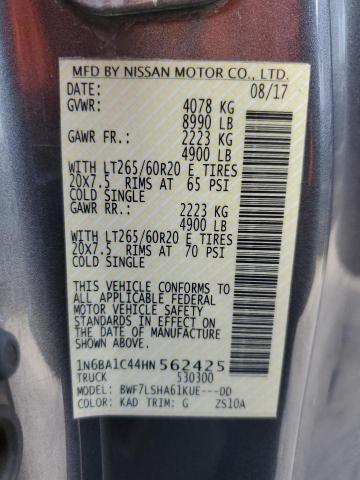 MFD BY NISSAN MOTOR CO., LTD.
DATE: 08/17
GVWR: 4078 KG
8990 LB
GAWR FR.: 2223 KG
4900 LB
WITH LT265/60R20 E TIRES
20X7.5 RIMS AT 65 PSI
COLD SINGLE
GAWR RR.: 2223 KG
4900 LB
WITH LT265/60R20 E TIRES
20X7.5 RIMS AT 70 PSI
COLD SINGLE
THIS VEHICLE CONFORMS TO
ALL APPLICABLE FEDERAL
MOTOR VEHICLE SAFETY
STANDARDS IN EFFECT ON
THE DATE OF MANUFACTURE
SHOWN ABOVE.
1N6BA1C44HN562425
TRUCK 530300
MODEL: BWF7LSHA61KUE---DD
COLOR: KAD TRIM: G ZS10A